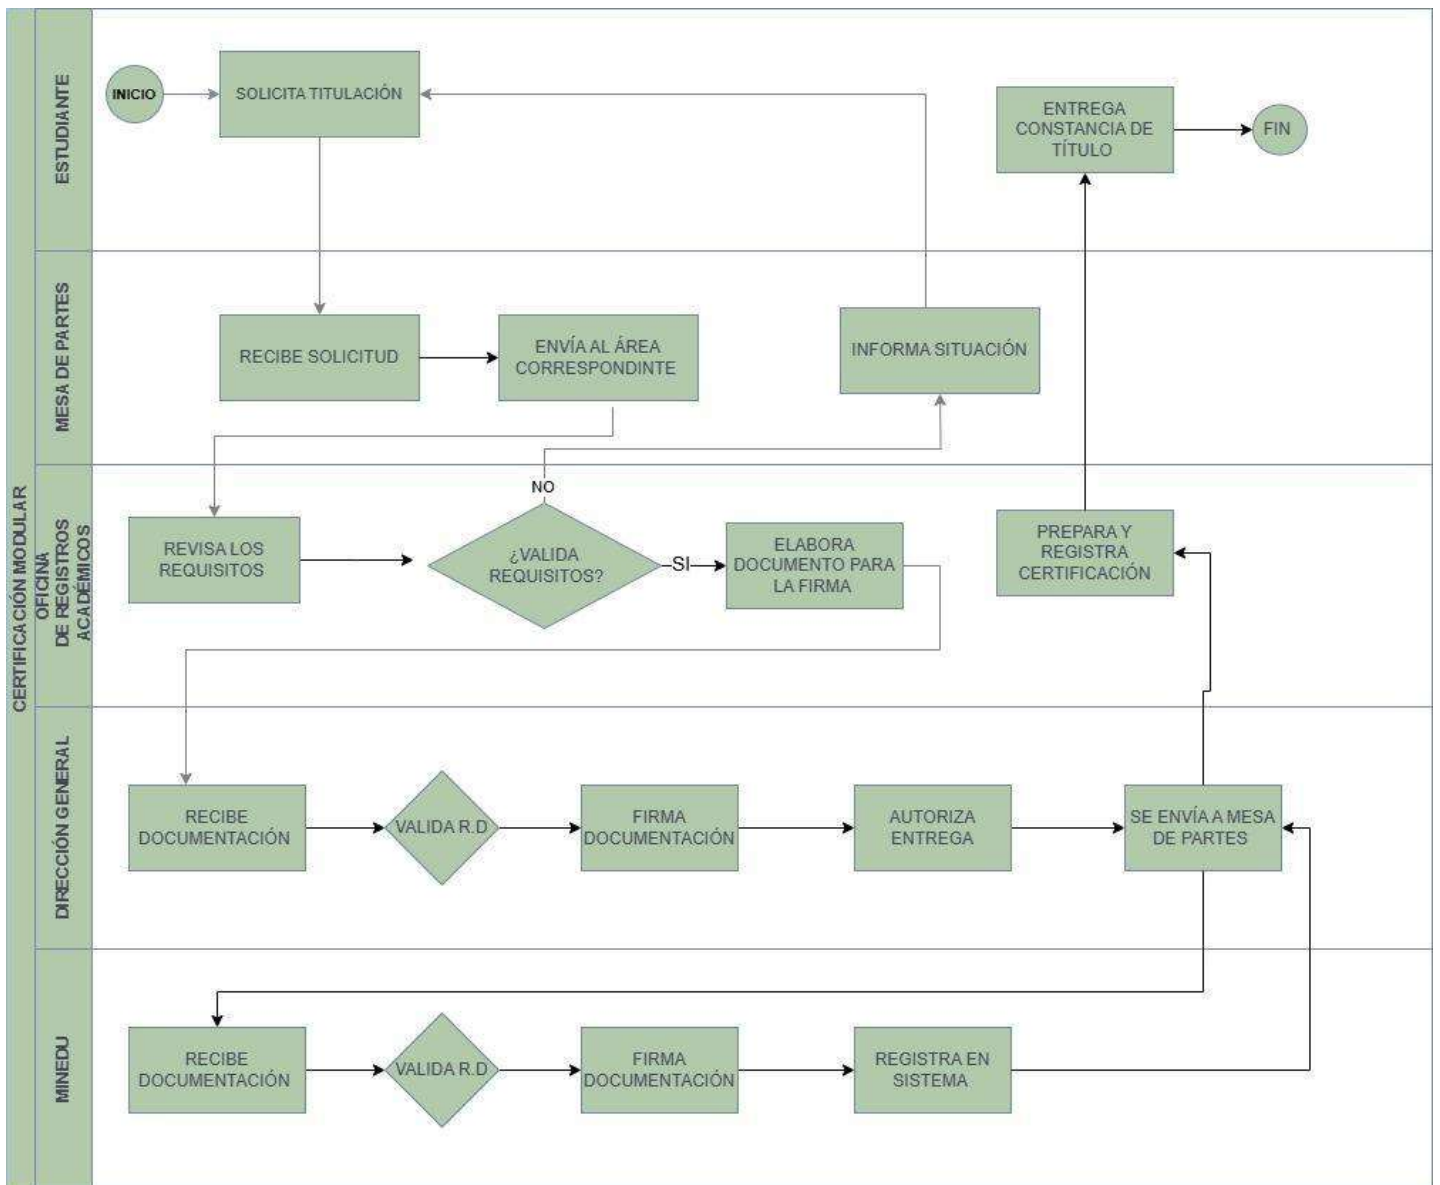 CERTIFICACIÓN MODULAR
ESTUDIANTE
INICIO
SOLICITA TITULACIÓN
ENTREGA
CONSTANCIA DE
TÍTULO
FIN
MESA DE PARTES
RECIBE SOLICITUD
ENVÍA AL ÁREA
CORRESPONDINTE
INFORMA SITUACIÓN
OFICINA
DE REGISTROS
ACADÉMICOS
REVISA LOS
REQUISITOS
NO
¿VALIDA
REQUISITOS?
SI
ELABORA
DOCUMENTO PARA
LA FIRMA
PREPARA Y
REGISTRA
CERTIFICACIÓN
DIRECCIÓN GENERAL
RECIBE
DOCUMENTACIÓN
VALIDA R.D
FIRMA
DOCUMENTACIÓN
AUTORIZA
ENTREGA
SE ENVÍA A MESA
DE PARTES
MINEDU
RECIBE
DOCUMENTACIÓN
VALIDA R.D
FIRMA
DOCUMENTACIÓN
REGISTRA EN
SISTEMA